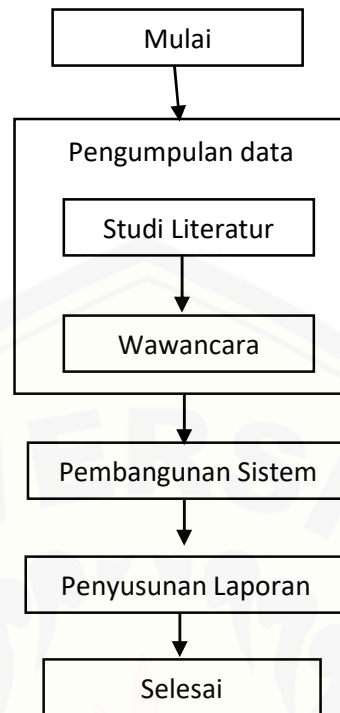 Mulai
Pengumpulan data
Studi Literatur
Wawancara
Pembangunan Sistem
Penyusunan Laporan
Selesai